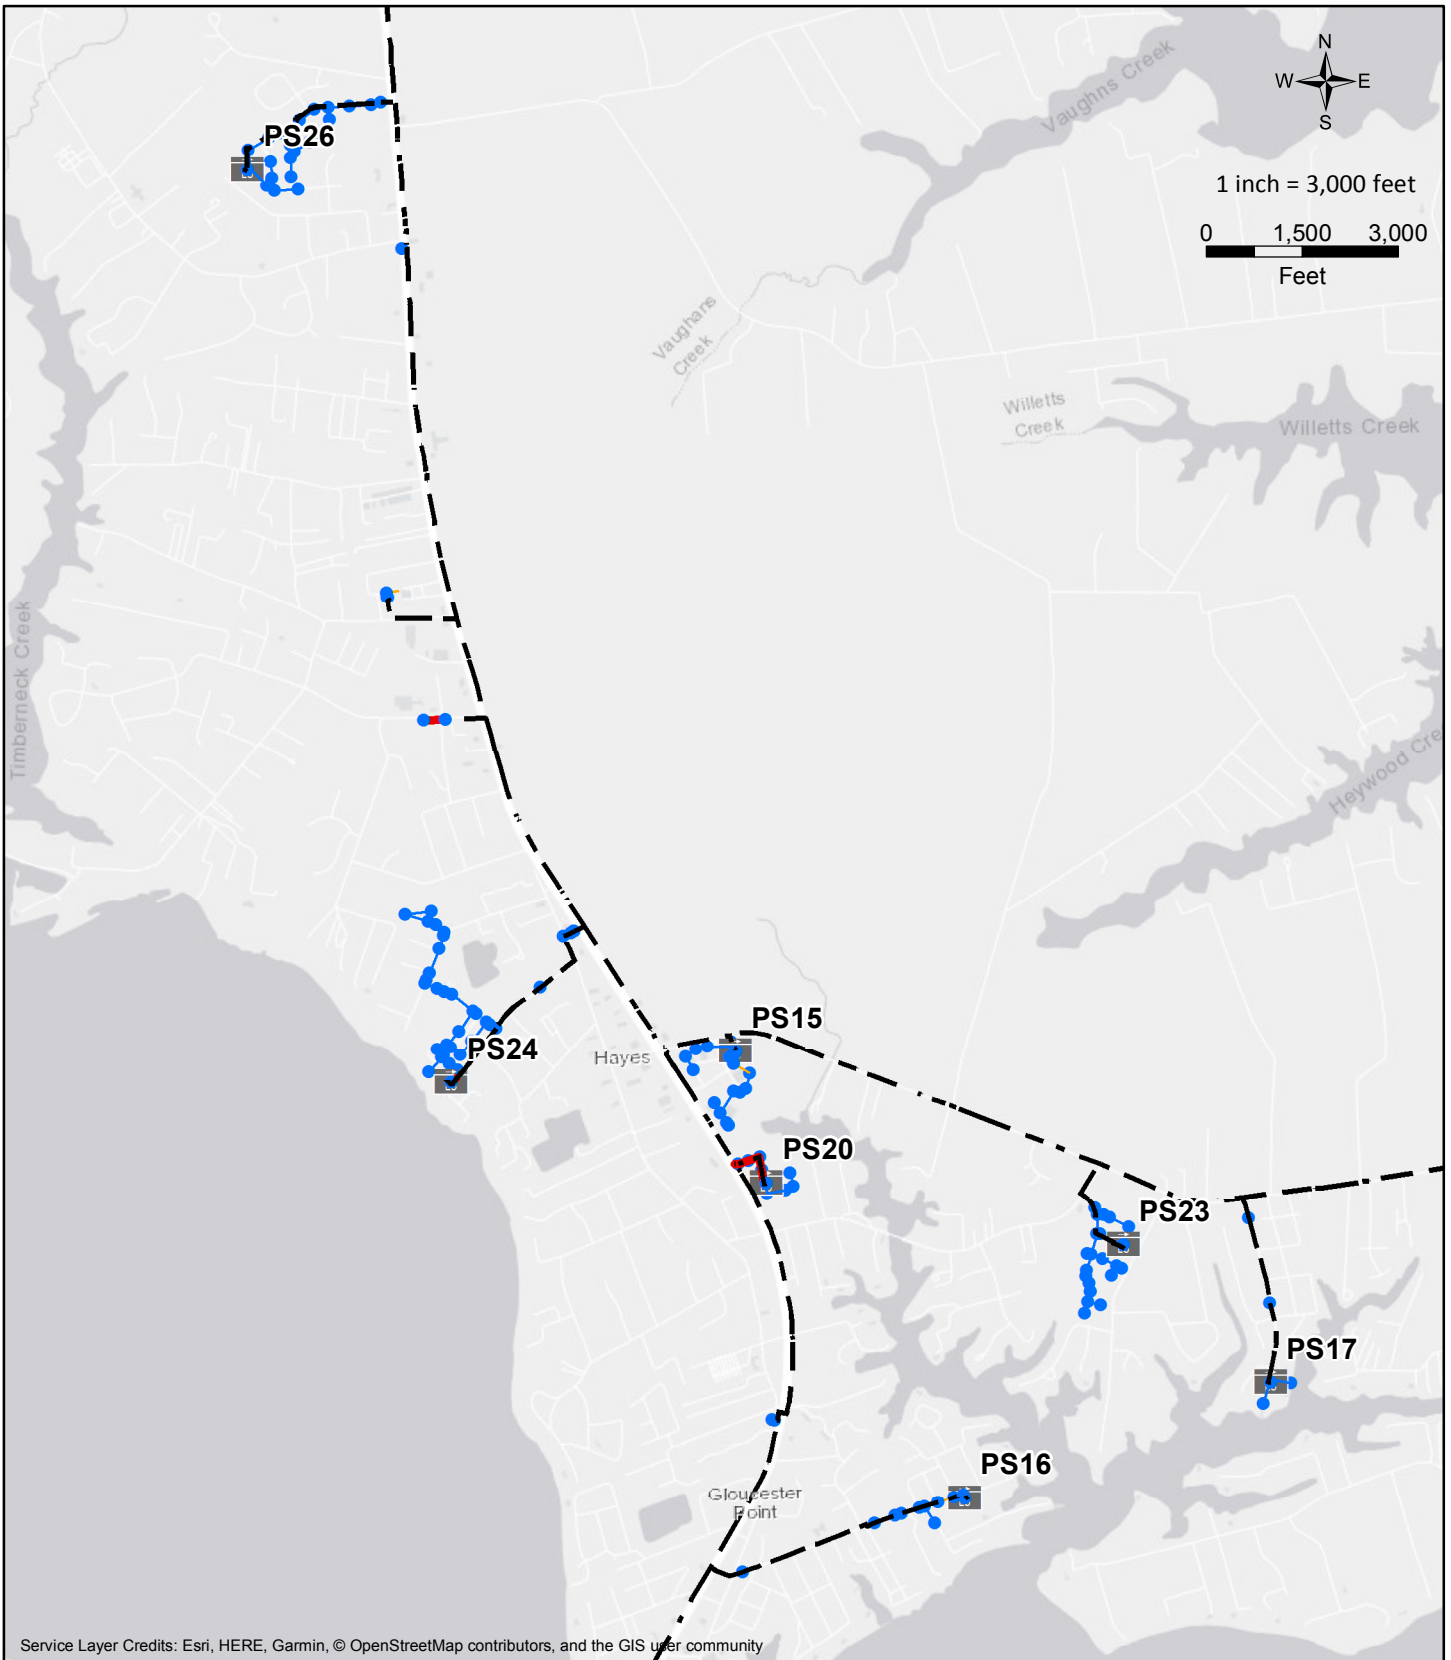 N
Vaughns Creek
W E
S
PS26
1 inch = 3,000 feet
0 1,500 3,000
Feet
Vaughans
Creek
Willetts
Creek
Willetts Creek
Timberneck Creek
Heywood Cre
PS15
PS24
Hayes
PS20
PS23
PS17
PS16
Gloucester
Point
Service Layer Credits: Esri, HERE, Garmin, © OpenStreetMap contributors, and the GIS user community